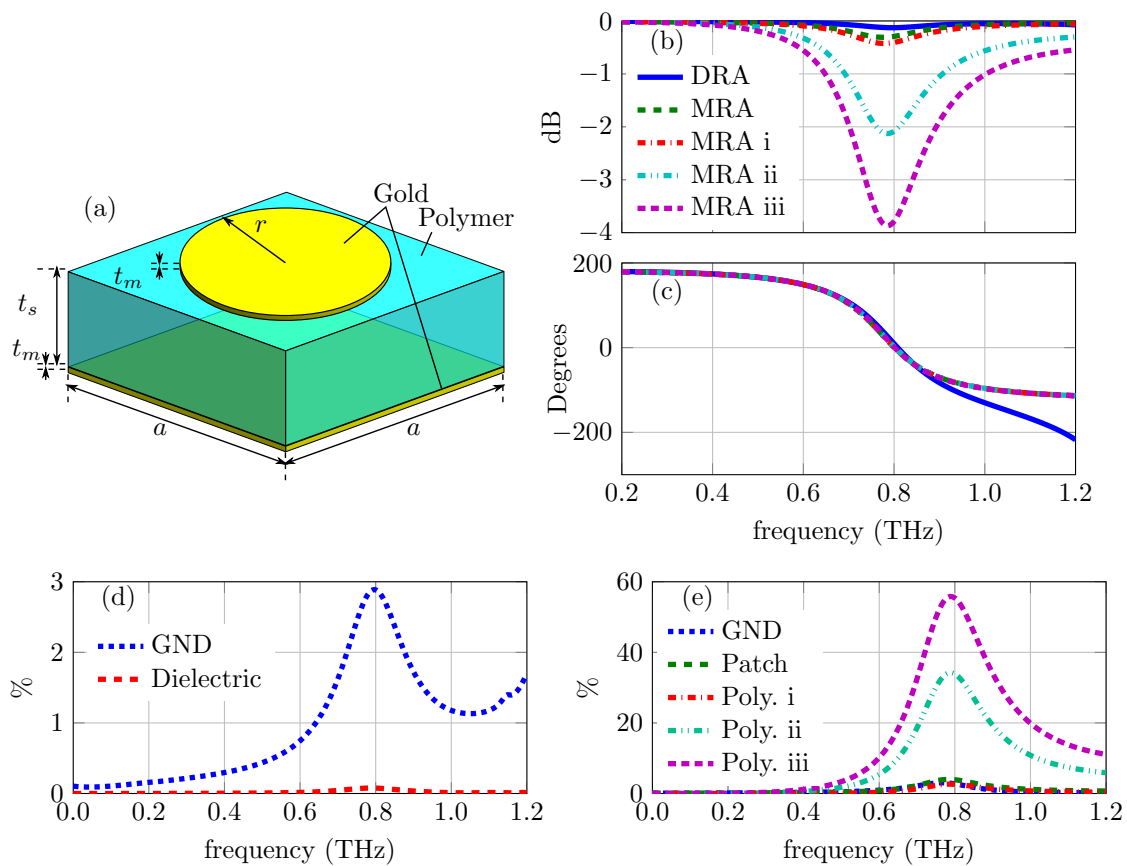 (a)
Gold
Polymer
r
t_m
t_s
t_m
a
a
(b)
0
−1
−2
−3
−4
dB
DRA
MRA
MRA i
MRA ii
MRA iii
(c)
200
0
−200
Degrees
0.2 0.4 0.6 0.8 1.0 1.2
frequency (THz)
(d)
3
2
1
0
%
GND
Dielectric
0.0 0.2 0.4 0.6 0.8 1.0 1.2
frequency (THz)
(e)
60
40
20
0
%
GND
Patch
Poly. i
Poly. ii
Poly. iii
0.0 0.2 0.4 0.6 0.8 1.0 1.2
frequency (THz)